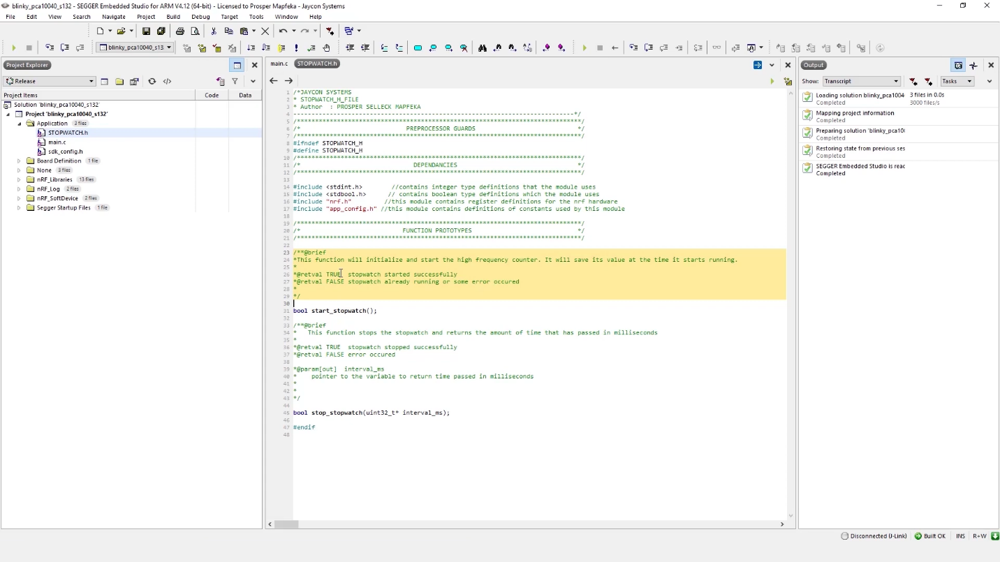 blinky_pca10040_s132 - SEGGER Embedded Studio for ARM V4.12 (64-bit) - Licensed to Prosper Mapfeka - Jaycon Systems
File Edit View Search Navigate Project Build Debug Target Tools Window Help
blinky_pca10040_s13
Project Explorer
Release
Project Items Code Data
Solution 'blinky_pca10040_s132'
Project 'blinky_pca10040_s132'
Application 3 files
STOPWATCH.h
main.c
sdk_config.h
Board Definition 1 file
None 3 files
nRF_Libraries 13 files
nRF_Log 2 files
nRF_SoftDevice 2 files
Segger Startup Files 1 file
main.c STOPWATCH.h
1 /*JAYCON SYSTEMS
2 * STOPWATCH_H_FILE
3 * Author : PROSPER SELLECK MAPFEKA
4 -----------------------------------------------------------------------------*/
5 /******************************************************************************/
6 /* PREPROCESSOR GUARDS */
7 /******************************************************************************/
8 #ifndef STOPWATCH_H
9 #define STOPWATCH_H
10 /******************************************************************************/
11 /* DEPENDANCIES */
12 /******************************************************************************/
13
14 #include <stdint.h> //contains integer type definitions that the module uses
15 #include <stdbool.h> // contains boolean type definitions which the module uses
16 #include "nrf.h" //this module contains register definitions for the nrf hardware
17 #include "app_config.h" //this module contains definitions of constants used by this module
18
19 /******************************************************************************/
20 /* FUNCTION PROTOTYPES */
21 /******************************************************************************/
22
23 /**@brief
24 *This function will initialize and start the high frequency counter. It will save its value at the time it starts running.
25 *
26 *@retval TRUE stopwatch started successfully
27 *@retval FALSE stopwatch already running or some error occured
28 *
29 */
30
31 bool start_stopwatch();
32
33 /**@brief
34 * This function stops the stopwatch and returns the amount of time that has passed in milliseconds
35 *
36 *@retval TRUE stopwatch stopped successfully
37 *@retval FALSE error occured
38
39 *@param[out] interval_ms
40 * pointer to the variable to return time passed in milliseconds
41 *
42 *
43 */
44
45 bool stop_stopwatch(uint32_t* interval_ms);
46
47 #endif
48
Output
Show: Transcript Tasks
Loading solution blinky_pca1004 3 files in 0.0s
Completed 3000 files/s
Mapping project information
Completed
Preparing solution 'blinky_pca10
Completed
Restoring state from previous ses
Completed
SEGGER Embedded Studio is reac
Completed
Disconnected (J-Link) Built OK INS R+W